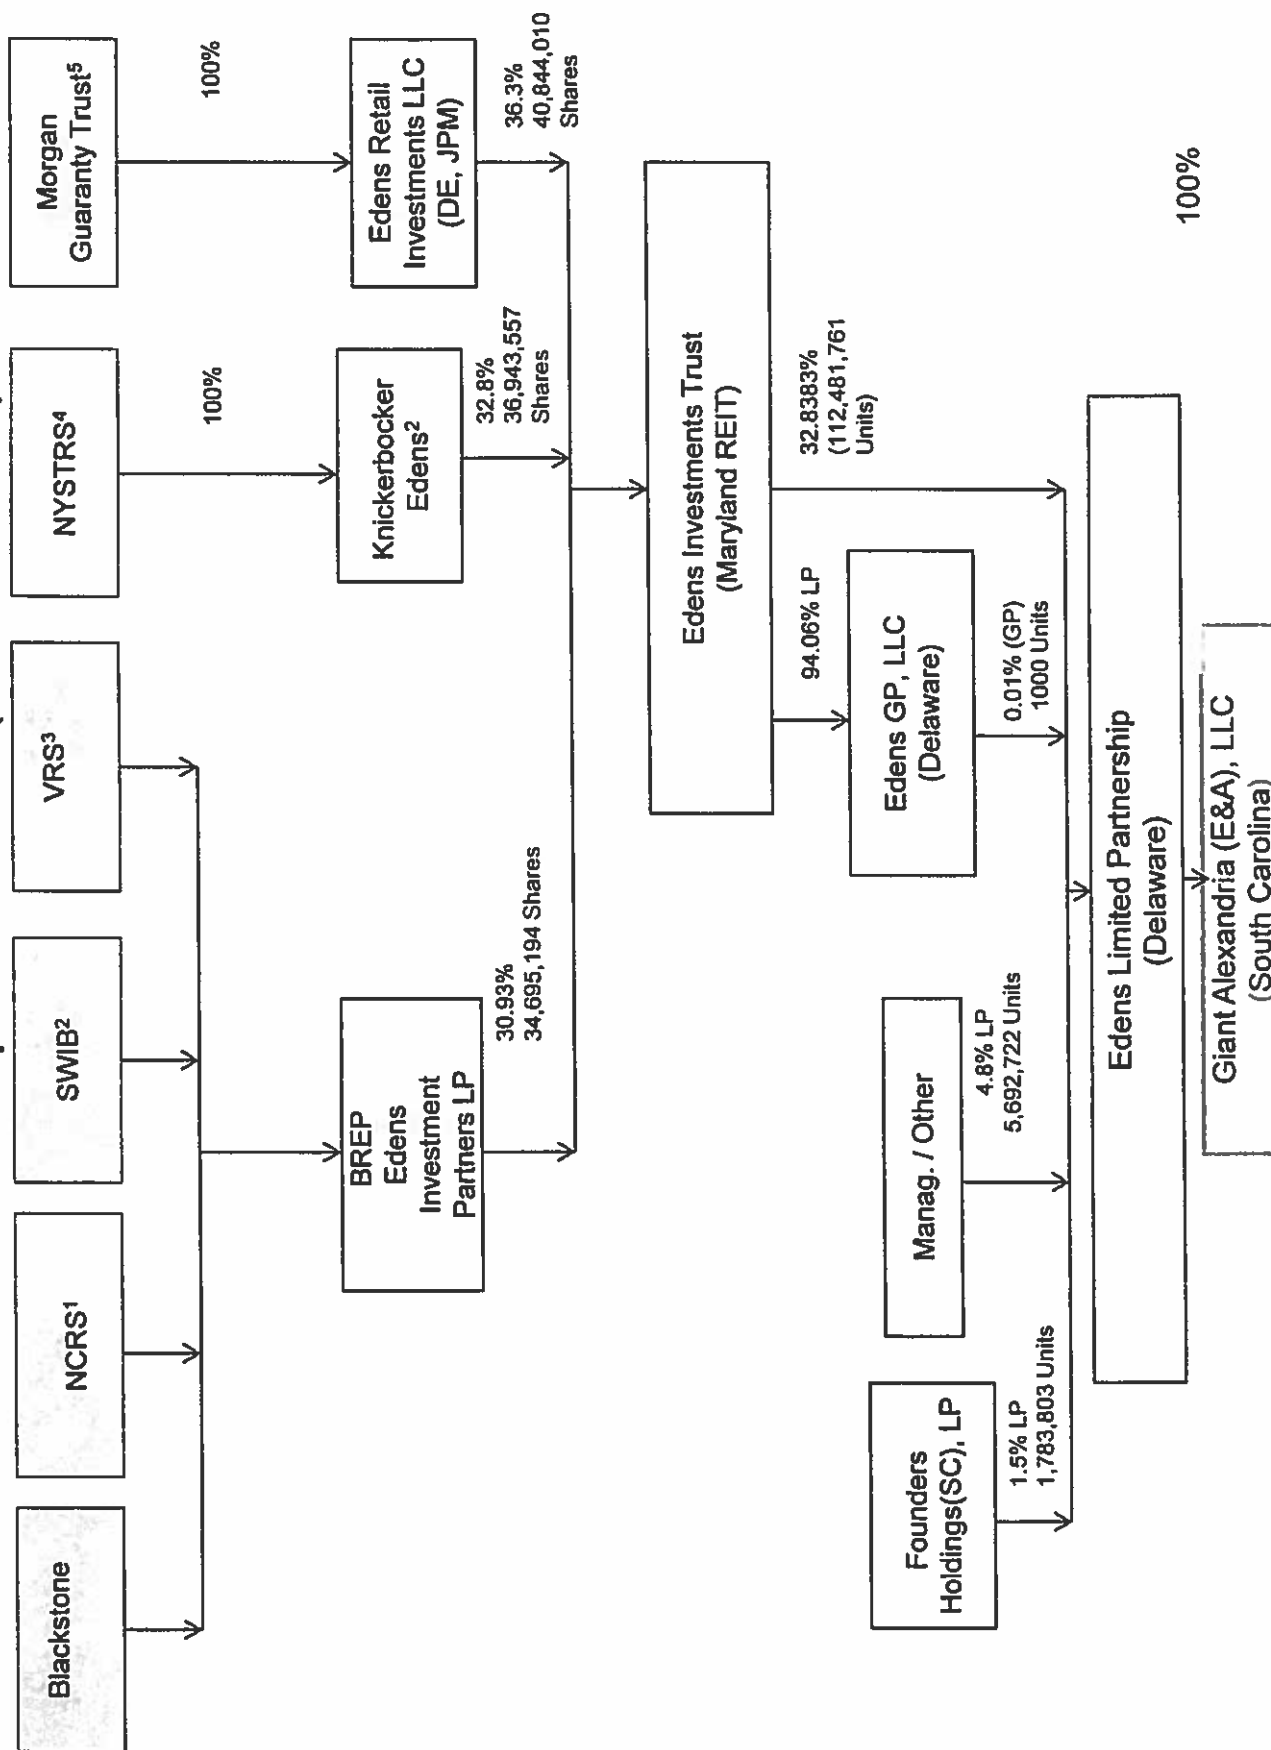 Blackstone
NCRS1
SWIB2
VRS3
NYSTRS4
Morgan
Guaranty Trust5
100%
100%
BREP
Edens
Investment
Partners LP
Knickerbocker
Edens2
Edens Retail
Investments LLC
(DE, JPM)
30.93%
34,695,194 Shares
32.8%
36,943,557
Shares
36.3%
40,844,010
Shares
Edens Investments Trust
(Maryland REIT)
94.06% LP
32.8383%
(112,481,761
Units)
Founders
Holdings(SC), LP
Manag. / Other
Edens GP, LLC
(Delaware)
1.5% LP
1,783,803 Units
4.8% LP
5,692,722 Units
0.01% (GP)
1000 Units
Edens Limited Partnership
(Delaware)
100%
Giant Alexandria (E&A), LLC
(South Carolina)